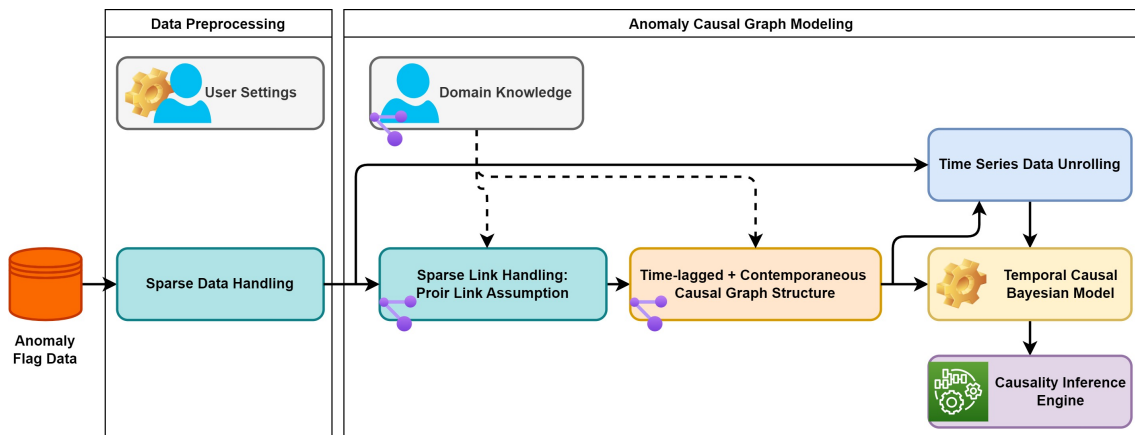 Data Preprocessing
Anomaly Causal Graph Modeling
User Settings
Domain Knowledge
Time Series Data Unrolling
Sparse Data Handling
Sparse Link Handling:
Proir Link Assumption
Time-lagged + Contemporaneous
Causal Graph Structure
Temporal Causal
Bayesian Model
Anomaly
Flag Data
Causality Inference
Engine